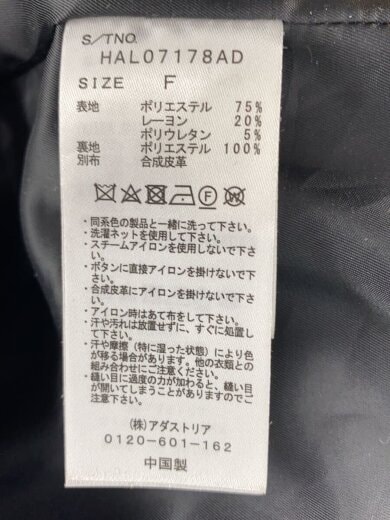 S/TNO.
HAL07178AD
SIZE F
表地 ポリエステル 75%
レーヨン 20%
ポリウレタン 5%
裏地 ポリエステル 100%
別布 合成皮革
・同系色の製品と一緒に洗って下さい。
・洗濯ネットを使用して下さい。
・スチームアイロンを使用しないで下
さい。
・ボタンに直接アイロンを掛けないで下
さい。
・合成皮革にアイロンを掛けないで下さ
い。
・アイロン時はあて布をして下さい。
・汗や汚れは放置せずに、すぐに処置し
て下さい。
・汗や摩擦（特に湿った状態）により色
が移る場合があります。他の衣類との
組み合わせにご注意ください。
・縫い目に過度の力が加わると、縫い目
が開いてしまうことがありますのでご
注意ください。
(株)アダストリア
0120-601-162
中国製